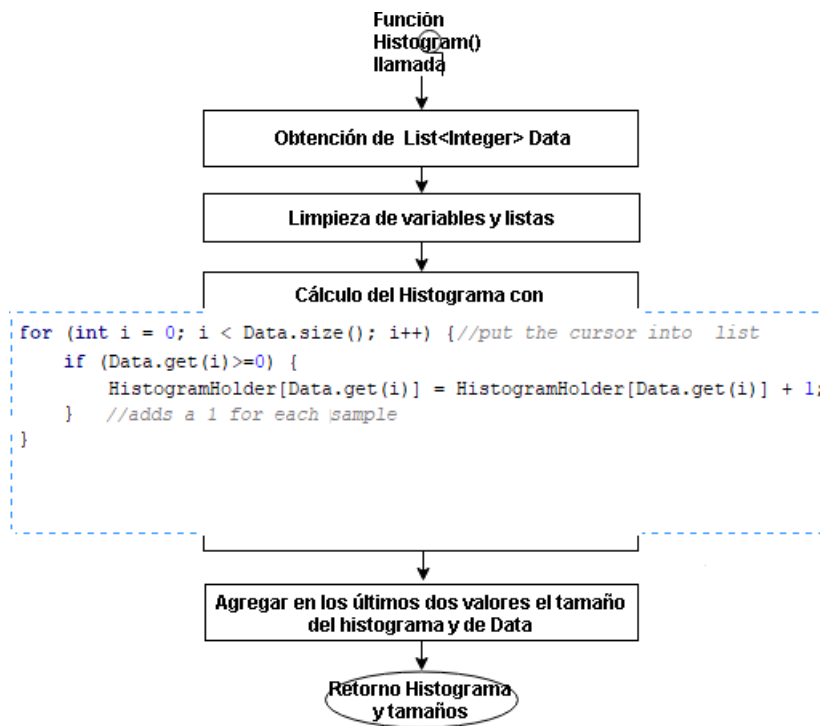 Función
Histogram()
llamada
Obtención de List<Integer> Data
Limpieza de variables y listas
Cálculo del Histograma con
for (int i = 0; i < Data.size(); i++) {//put the cursor into list
if (Data.get(i)>=0) {
HistogramHolder[Data.get(i)] = HistogramHolder[Data.get(i)] + 1;
} //adds a 1 for each sample
}
Agregar en los últimos dos valores el tamaño
del histograma y de Data
Retorno Histograma
y tamaños